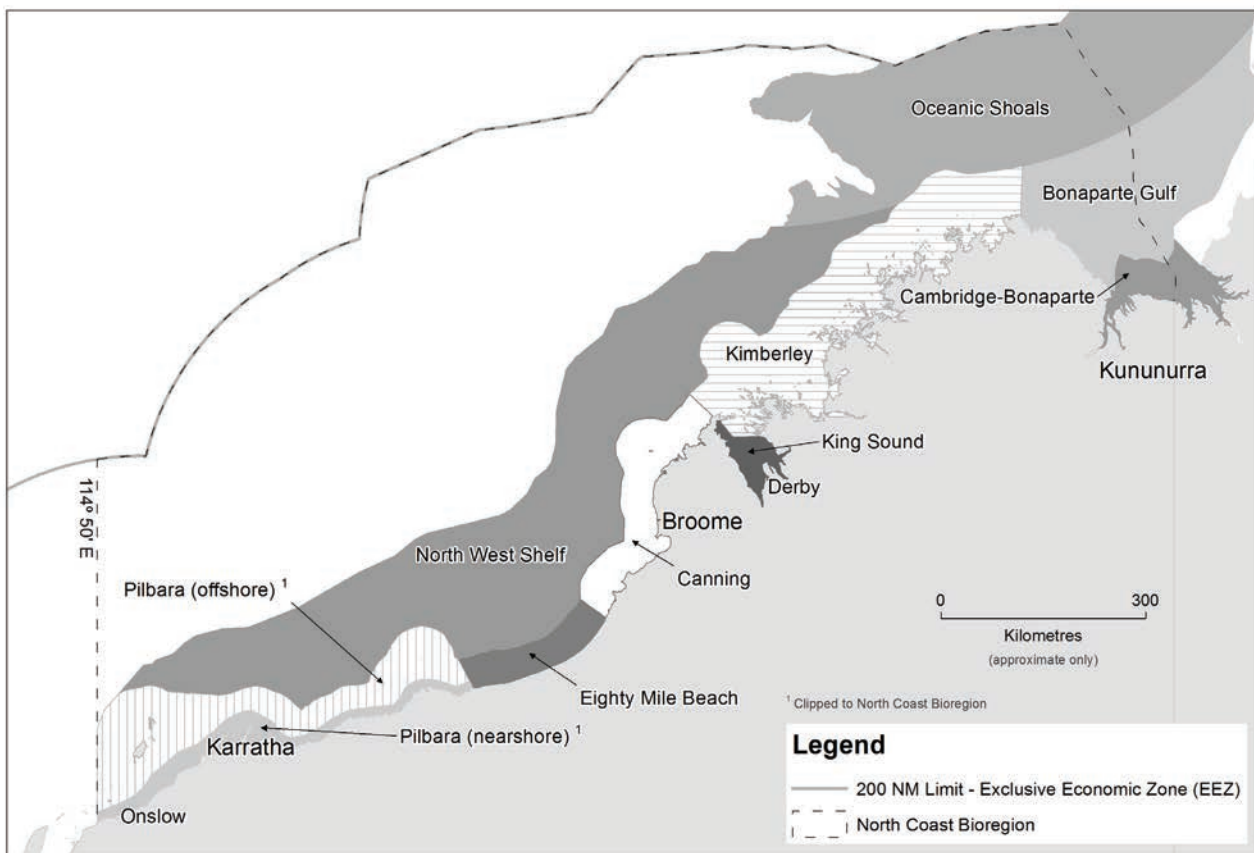 Oceanic Shoals
Bonaparte Gulf
Cambridge-Bonaparte
Kununurra
Kimberley
King Sound
Derby
Broome
114° 50' E
North West Shelf
Canning
Pilbara (offshore) ¹
0 300
Kilometres
(approximate only)
Eighty Mile Beach
¹ Clipped to North Coast Bioregion
Karratha
Pilbara (nearshore) ¹
Onslow
Legend
200 NM Limit - Exclusive Economic Zone (EEZ)
North Coast Bioregion